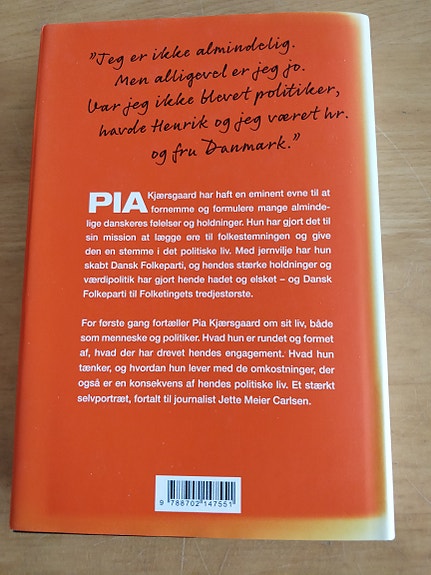 "Jeg er ikke almindelig.
Men alligevel er jeg jo.
Var jeg ikke blevet politiker,
havde Henrik og jeg været hr.
og fru Danmark."
PIA Kjærsgaard har haft en eminent evne til at
fornemme og formulere mange alminde-
lige danskeres følelser og holdninger. Hun har gjort det til
sin mission at lægge øre til folkestemningen og give
den en stemme i det politiske liv. Med jernvilje har hun
skabt Dansk Folkeparti, og hendes stærke holdninger og
værdipolitik har gjort hende hadet og elsket – og Dansk
Folkeparti til Folketingets tredjestørste.
For første gang fortæller Pia Kjærsgaard om sit liv, både
som menneske og politiker. Hvad hun er rundet og formet
af, hvad der har drevet hendes engagement. Hvad hun
tænker, og hvordan hun lever med de omkostninger, der
også er en konsekvens af hendes politiske liv. Et stærkt
selvportræt, fortalt til journalist Jette Meier Carlsen.
9 788702 147551